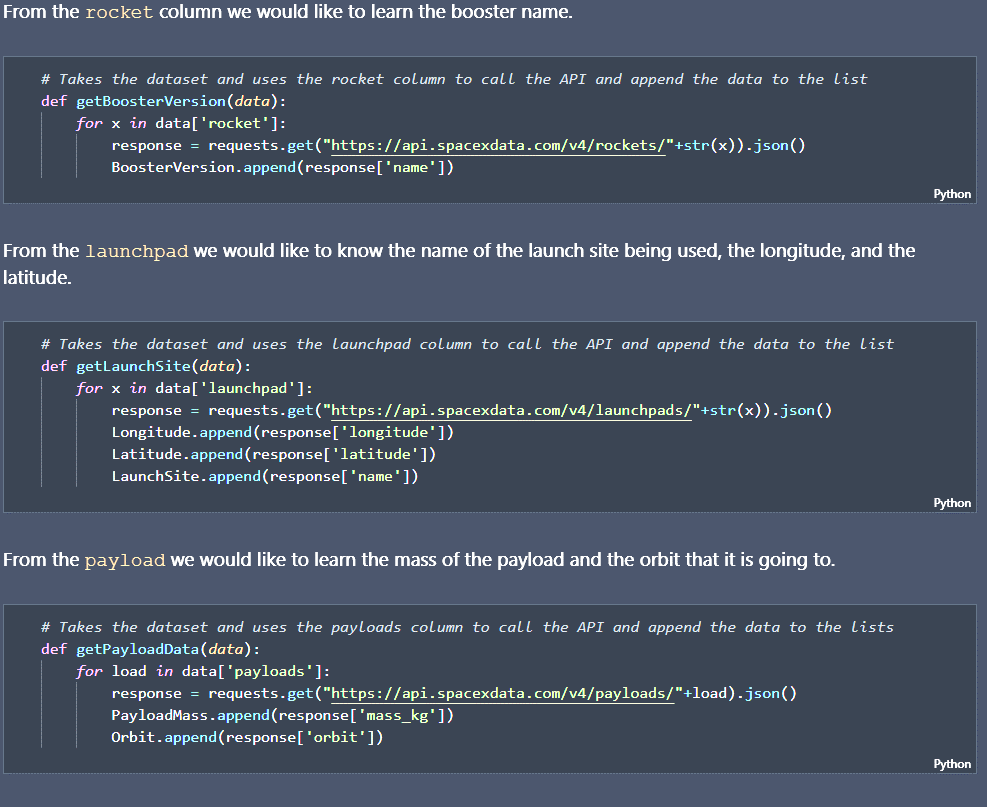 From the rocket column we would like to learn the booster name.
# Takes the dataset and uses the rocket column to call the API and append the data to the list
def getBoosterVersion(data):
    for x in data['rocket']:
        response = requests.get("https://api.spacexdata.com/v4/rockets/"+str(x)).json()
        BoosterVersion.append(response['name'])
Python
From the launchpad we would like to know the name of the launch site being used, the longitude, and the
latitude.
# Takes the dataset and uses the launchpad column to call the API and append the data to the list
def getLaunchSite(data):
    for x in data['launchpad']:
        response = requests.get("https://api.spacexdata.com/v4/launchpads/"+str(x)).json()
        Longitude.append(response['longitude'])
        Latitude.append(response['latitude'])
        LaunchSite.append(response['name'])
Python
From the payload we would like to learn the mass of the payload and the orbit that it is going to.
# Takes the dataset and uses the payloads column to call the API and append the data to the lists
def getPayloadData(data):
    for load in data['payloads']:
        response = requests.get("https://api.spacexdata.com/v4/payloads/"+load).json()
        PayloadMass.append(response['mass_kg'])
        Orbit.append(response['orbit'])
Python